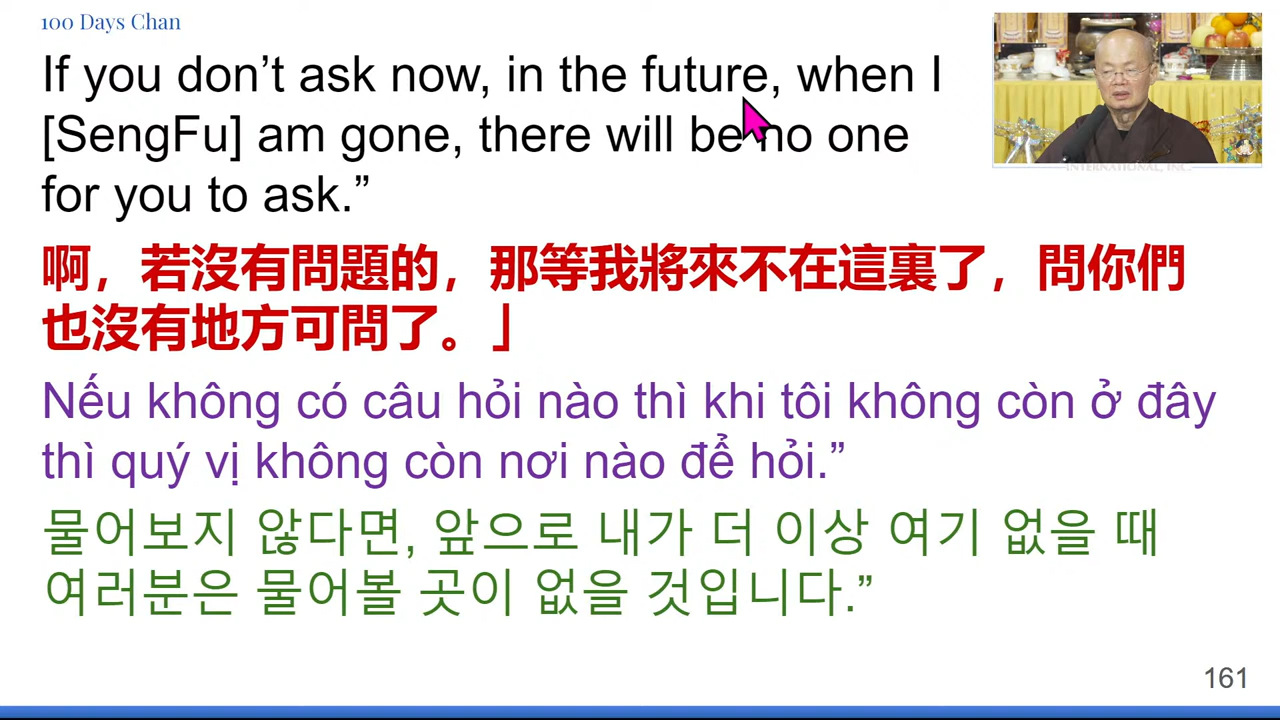 100 Days Chan
If you don’t ask now, in the future, when I
[SengFu] am gone, there will be no one
for you to ask.”
啊，若沒有問題的，那等我將來不在這裏了，問你們
也沒有地方可問了。」
Nếu không có câu hỏi nào thì khi tôi không còn ở đây
thì quý vị không còn nơi nào để hỏi.”
물어보지 않다면, 앞으로 내가 더 이상 여기 없을 때
여러분은 물어볼 곳이 없을 것입니다.”
INTERNATIONAL, INC.
161